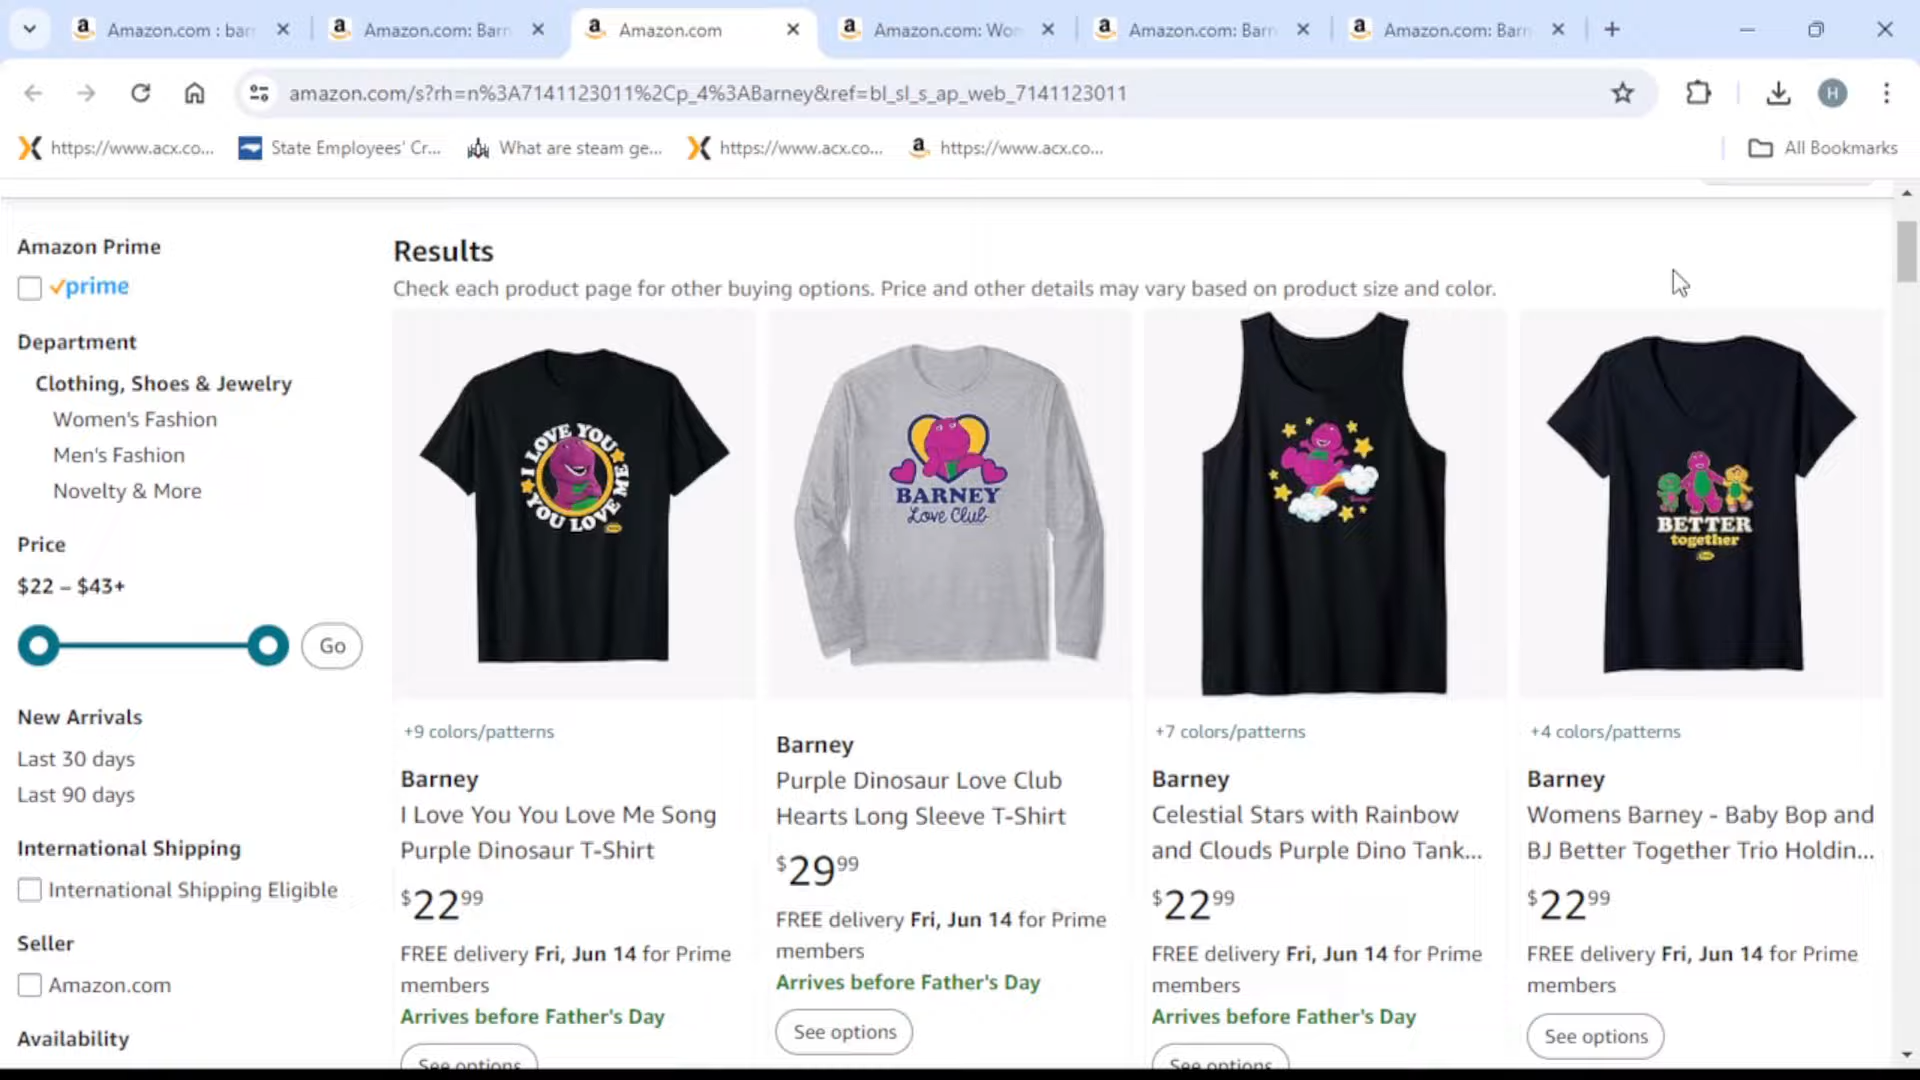 Amazon.com : bar
Amazon.com: Barn
Amazon.com
Amazon.com: Wo
Amazon.com: Barn
Amazon.com: Barn
amazon.com/s?rh=n%3A7141123011%2Cp_4%3ABarney&ref=bl_sl_s_ap_web_7141123011
H
https://www.acx.co...
State Employees' Cr...
What are steam ge...
https://www.acx.co...
https://www.acx.co...
All Bookmarks
Amazon Prime
prime
Department
Clothing, Shoes & Jewelry
Women's Fashion
Men's Fashion
Novelty & More
Price
$22 – $43+
Go
New Arrivals
Last 30 days
Last 90 days
International Shipping
International Shipping Eligible
Seller
Amazon.com
Availability
Results
Check each product page for other buying options. Price and other details may vary based on product size and color.
I LOVE YOU
YOU LOVE ME
BARNEY
Love Club
BETTER
together
+9 colors/patterns
Barney
I Love You You Love Me Song
Purple Dinosaur T-Shirt
$22 99
FREE delivery Fri, Jun 14 for Prime
members
Arrives before Father's Day
See options
Barney
Purple Dinosaur Love Club
Hearts Long Sleeve T-Shirt
$29 99
FREE delivery Fri, Jun 14 for Prime
members
Arrives before Father's Day
See options
+7 colors/patterns
Barney
Celestial Stars with Rainbow
and Clouds Purple Dino Tank...
$22 99
FREE delivery Fri, Jun 14 for Prime
members
Arrives before Father's Day
See options
+4 colors/patterns
Barney
Womens Barney - Baby Bop and
BJ Better Together Trio Holdin...
$22 99
FREE delivery Fri, Jun 14 for Prime
members
See options